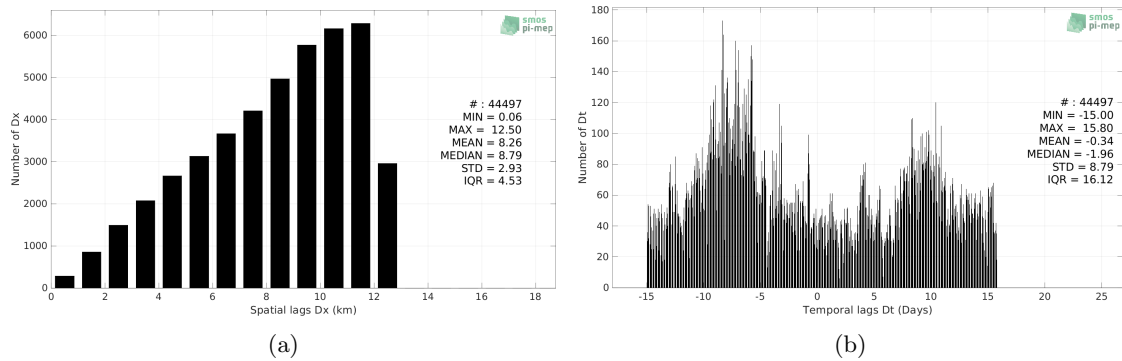 smos
pi-mep
6000
5000
4000
3000
2000
1000
0
Number of Dx
# : 44497
MIN = 0.06
MAX = 12.50
MEAN = 8.26
MEDIAN = 8.79
STD = 2.93
IQR = 4.53
0 2 4 6 8 10 12 14 16 18
Spatial lags Dx (km)
(a)
smos
pi-mep
180
160
140
120
100
80
60
40
20
0
Number of Dt
# : 44497
MIN = -15.00
MAX = 15.80
MEAN = -0.34
MEDIAN = -1.96
STD = 8.79
IQR = 16.12
-15 -10 -5 0 5 10 15 20 25
Temporal lags Dt (Days)
(b)